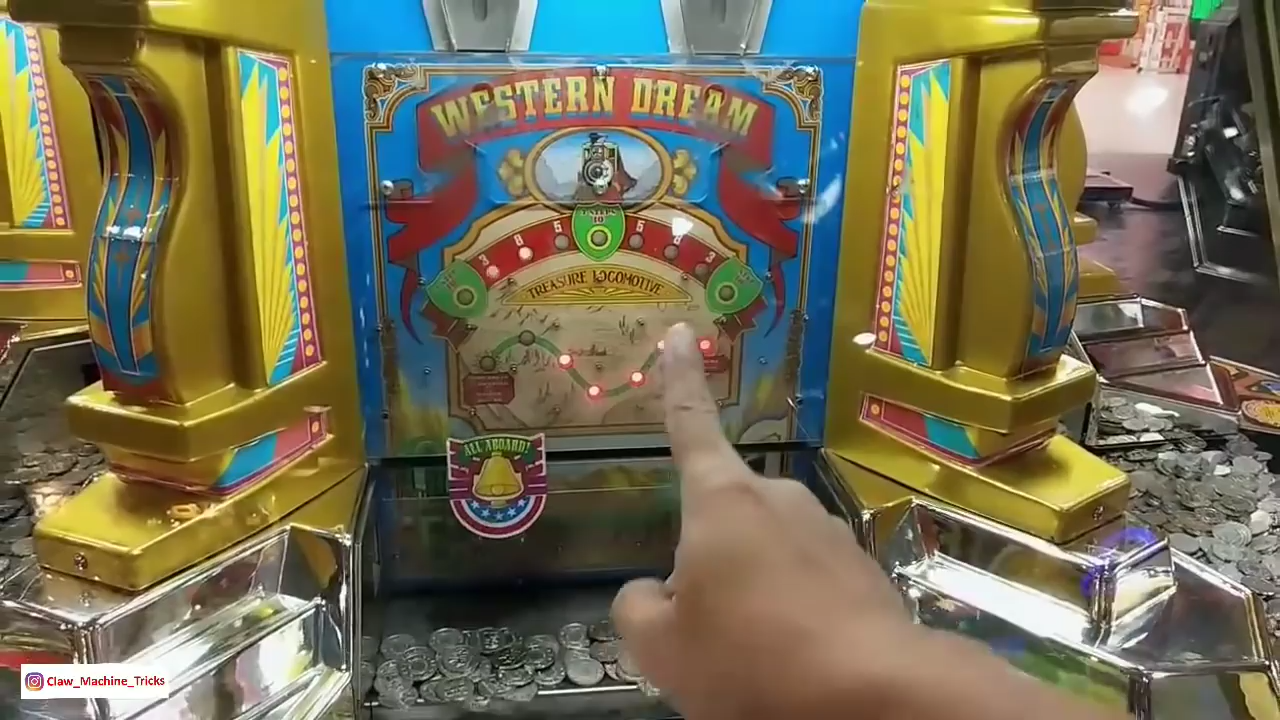 WESTERN DREAM
10
3 8 5 5 8 3
TREASURE LOCOMOTIVE
ALL ABOARD!
Claw_Machine_Tricks